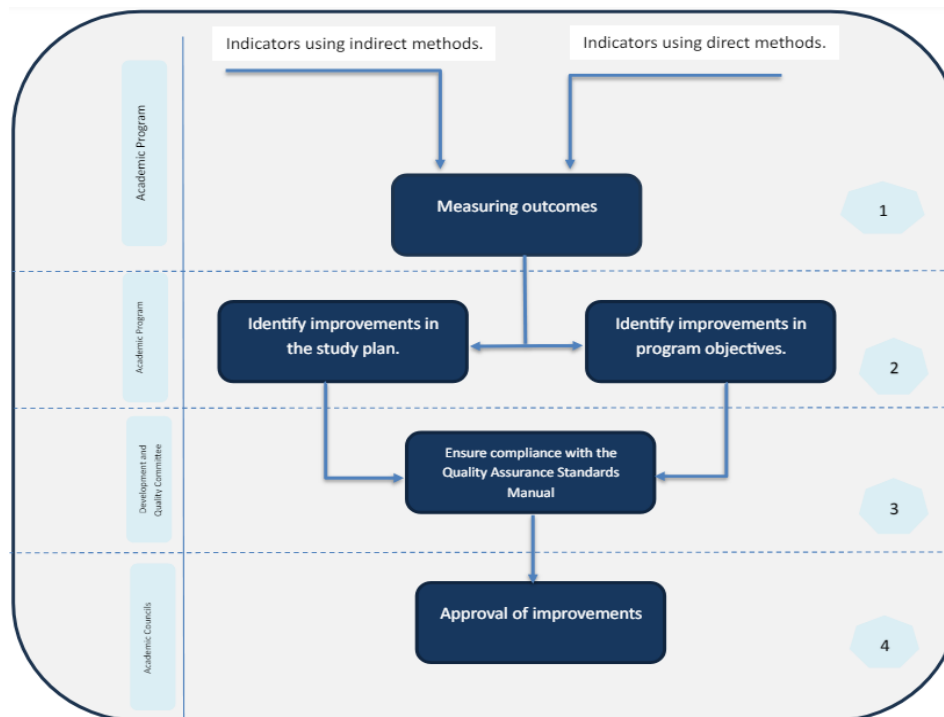 Indicators using indirect methods.
Indicators using direct methods.
Academic Program
Measuring outcomes
1
Academic Program
Identify improvements in
the study plan.
Identify improvements in
program objectives.
2
Development and
Quality Committee
Ensure compliance with the
Quality Assurance Standards
Manual
3
Academic Councils
Approval of improvements
4